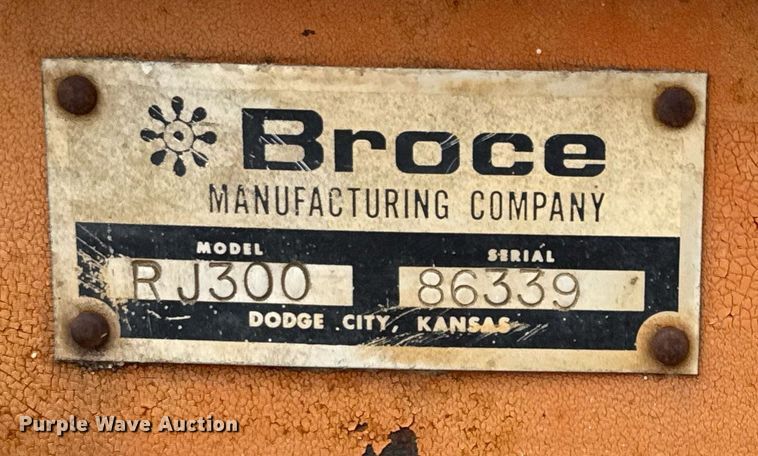 Broce
MANUFACTURING COMPANY
MODEL SERIAL
RJ300 86339
DODGE CITY, KANSAS
Purple Wave Auction